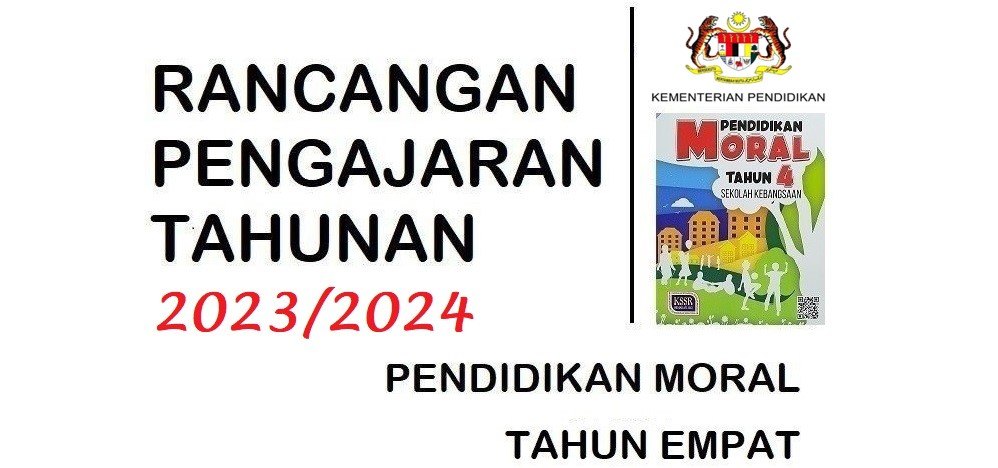 RANCANGAN
PENGAJARAN
TAHUNAN
2023/2024
KEMENTERIAN PENDIDIKAN
PENDIDIKAN
MORAL
TAHUN 4
SEKOLAH KEBANGSAAN
KSSR
PENDIDIKAN MORAL
TAHUN EMPAT